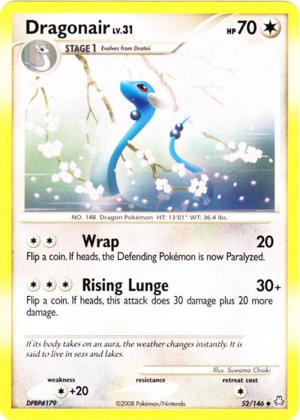 Dragonair LV.31 HP 70
STAGE 1 Evolves from Dratini
NO. 148 Dragon Pokémon HT: 13'01" WT: 36.4 lbs.
Wrap 20
Flip a coin. If heads, the Defending Pokémon is now Paralyzed.
Rising Lunge 30+
Flip a coin. If heads, this attack does 30 damage plus 20 more
damage.
If its body takes on an aura, the weather changes instantly. It is
said to live in seas and lakes.
Illus. Suwama Chiaki
weakness resistance retreat cost
+20
DPBP#179 ©2008 Pokémon/Nintendo 52/146